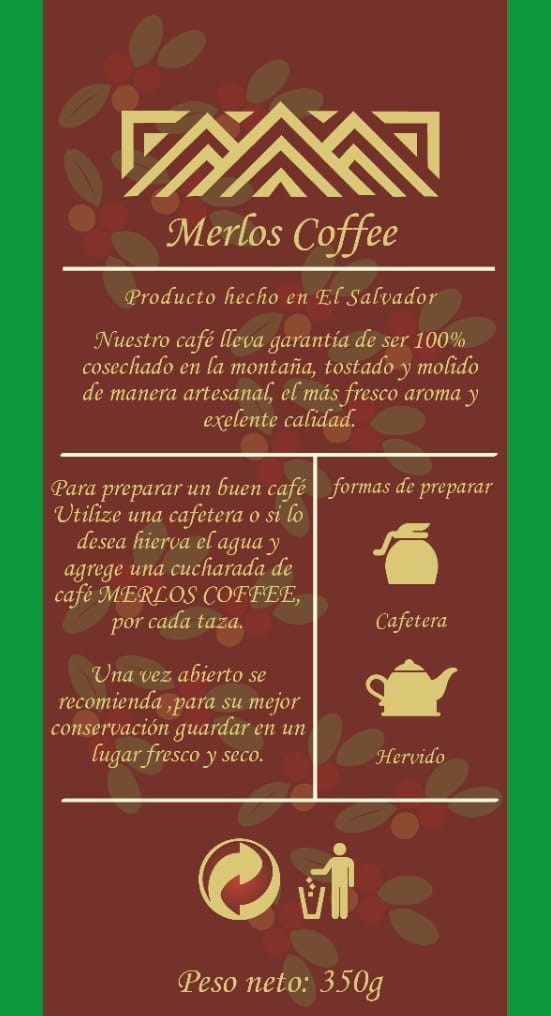 Merlos Coffee
Producto hecho en El Salvador
Nuestro café lleva garantía de ser 100%
cosechado en la montaña, tostado y molido
de manera artesanal, el más fresco aroma y
exelente calidad.
Para preparar un buen café
Utilize una cafetera o si lo
desea hierva el agua y
agrege una cucharada de
café MERLOS COFFEE,
por cada taza.
Una vez abierto se
recomienda ,para su mejor
conservación guardar en un
lugar fresco y seco.
formas de preparar
Cafetera
Hervido
Peso neto: 350g